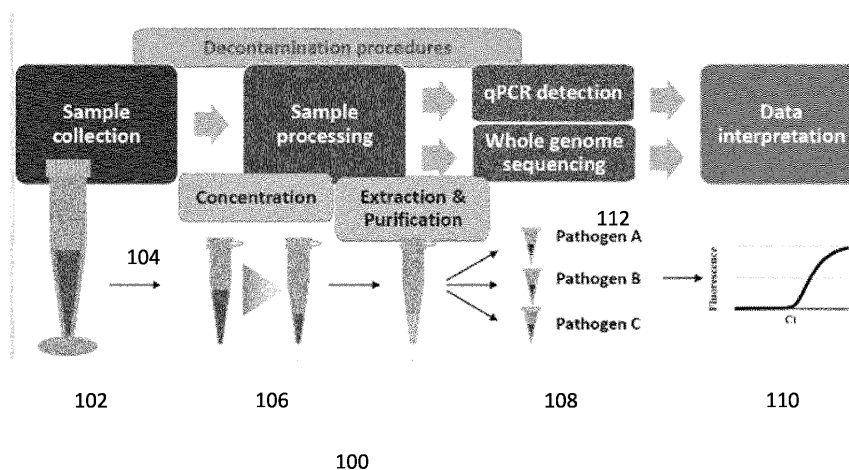 Decontamination procedures
Sample
collection
Sample
processing
qPCR detection
Whole genome
sequencing
Data
interpretation
Concentration
Extraction &
Purification
112
104
Pathogen A
Pathogen B
Pathogen C
Fluorescence
Ct
102
106
108
110
100